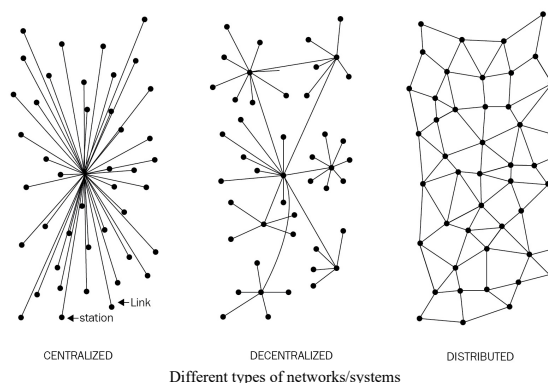 Link
station
CENTRALIZED
DECENTRALIZED
DISTRIBUTED
Different types of networks/systems